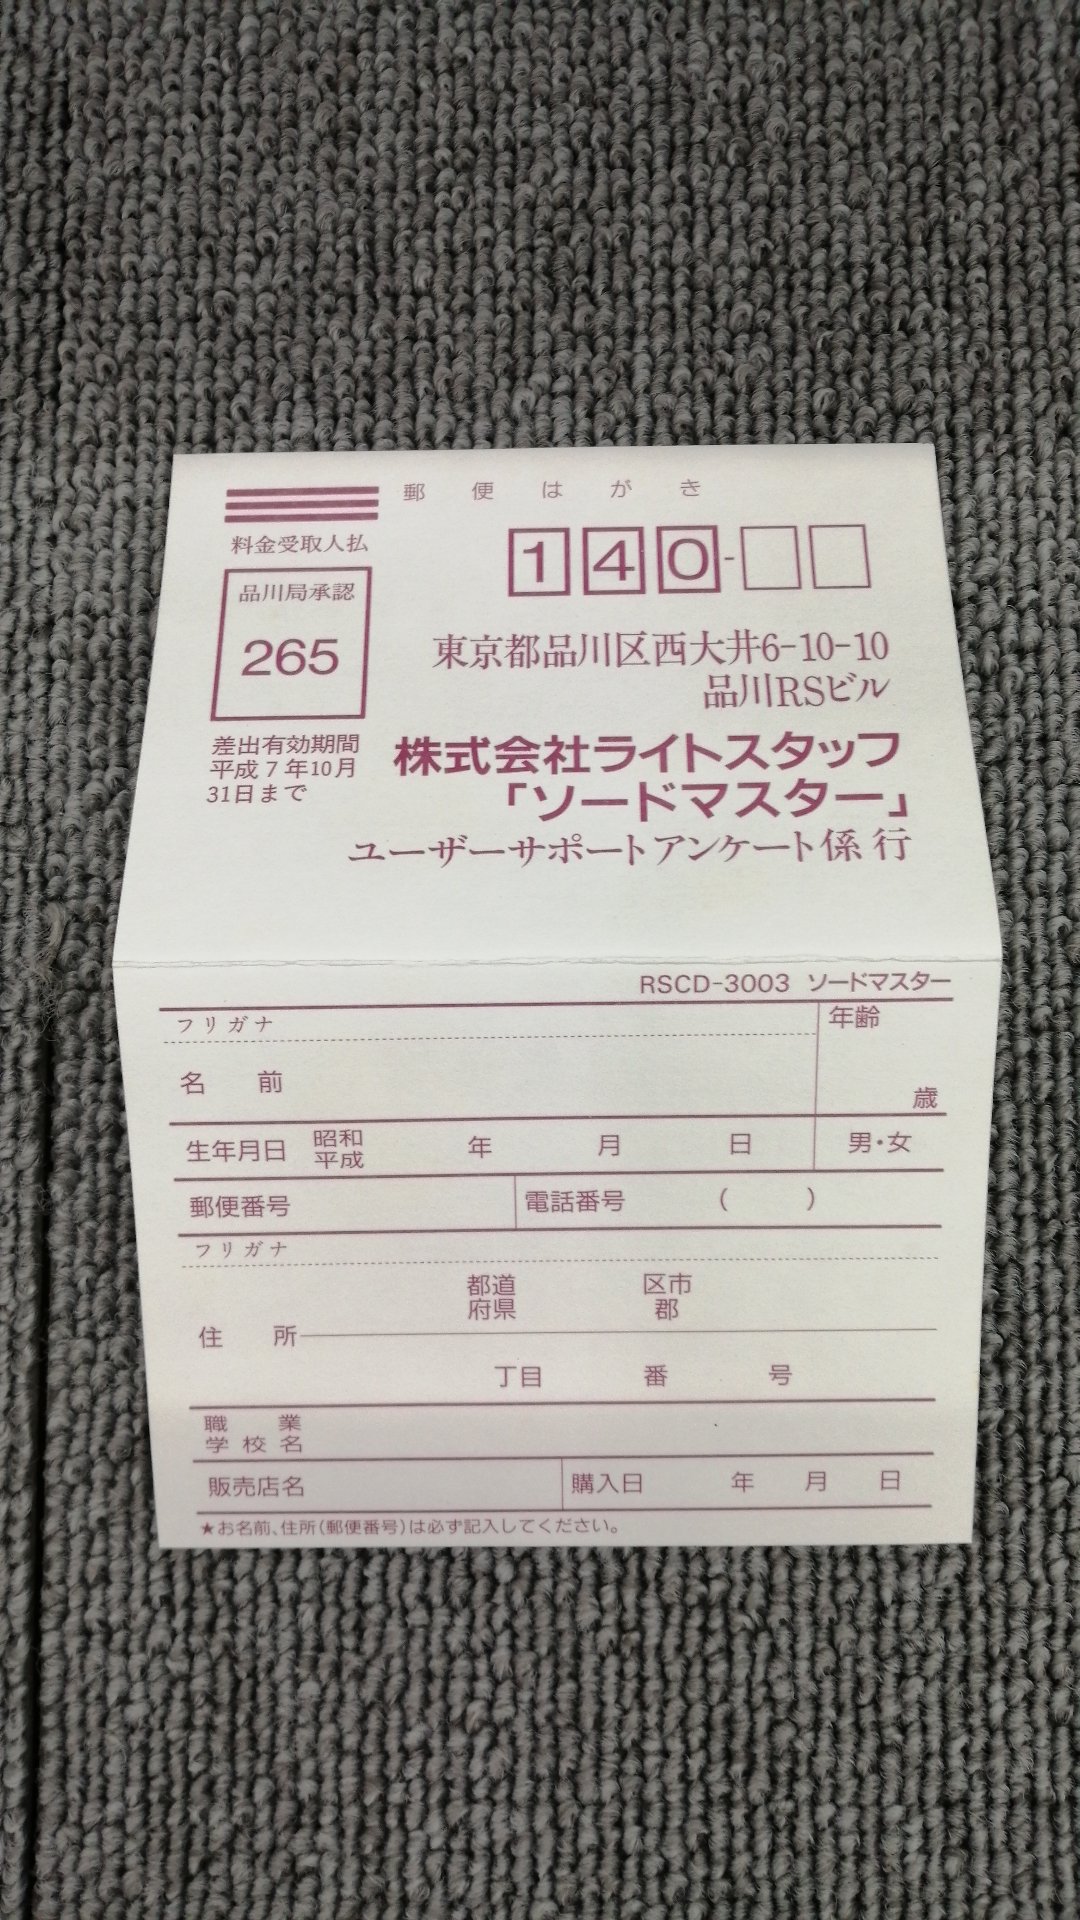 郵便はがき
料金受取人払
品川局承認
265
差出有効期間
平成7年10月
31日まで
140-
東京都品川区西大井6-10-10
品川RSビル
株式会社ライトスタッフ
「ソードマスター」
ユーザーサポートアンケート係 行
RSCD-3003 ソードマスター
フリガナ
年齢
名 前
歳
生年月日 昭和 平成 年 月 日 男・女
郵便番号 電話番号 ( )
フリガナ
都道 区市
府県 郡
住 所
丁目 番 号
職 業
学校名
販売店名 購入日 年 月 日
★お名前、住所(郵便番号)は必ず記入してください。